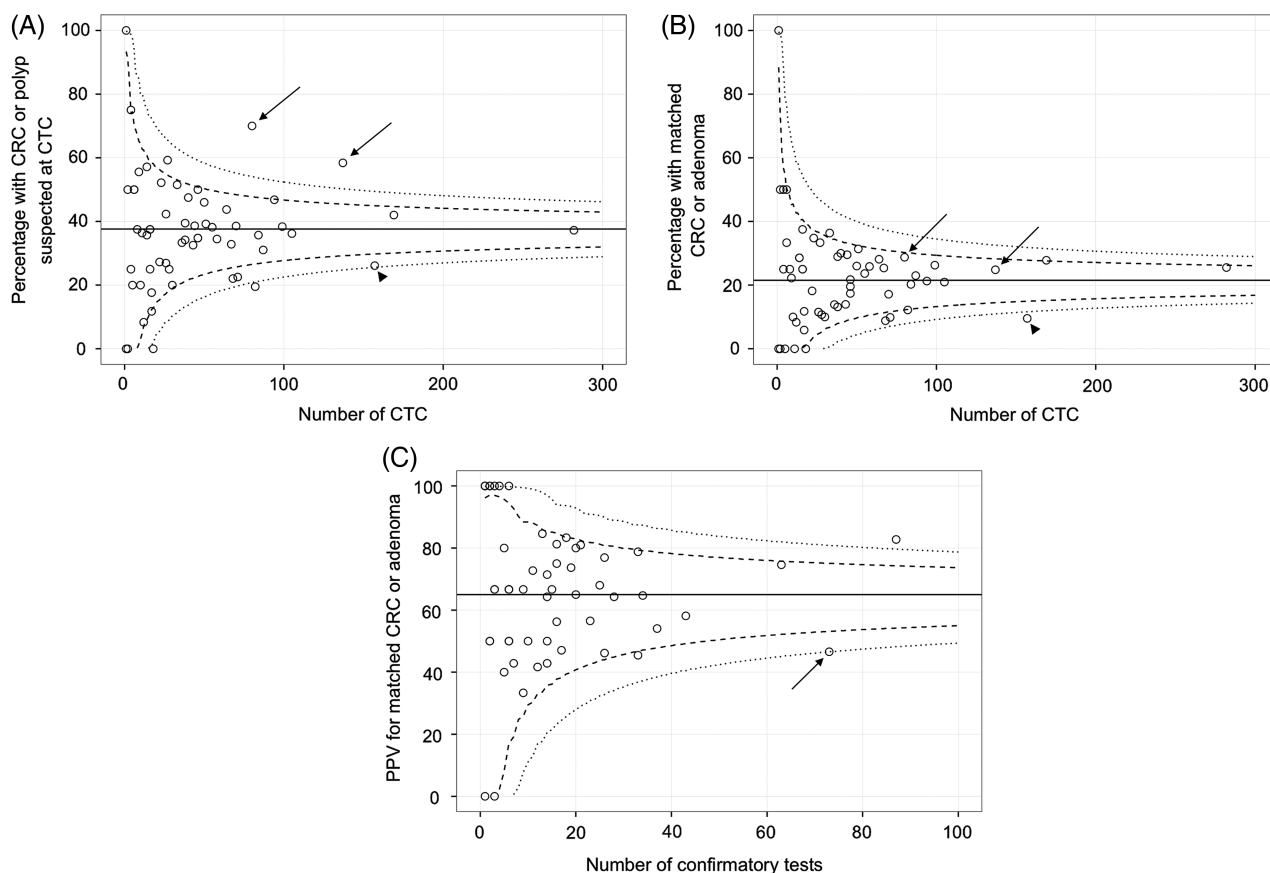 (A)
Percentage with CRC or polyp
suspected at CTC
100
80
60
40
20
0
0 100 200 300
Number of CTC
(B)
Percentage with matched
CRC or adenoma
100
80
60
40
20
0
0 100 200 300
Number of CTC
(C)
PPV for matched CRC or adenoma
100
80
60
40
20
0
0 20 40 60 80 100
Number of confirmatory tests